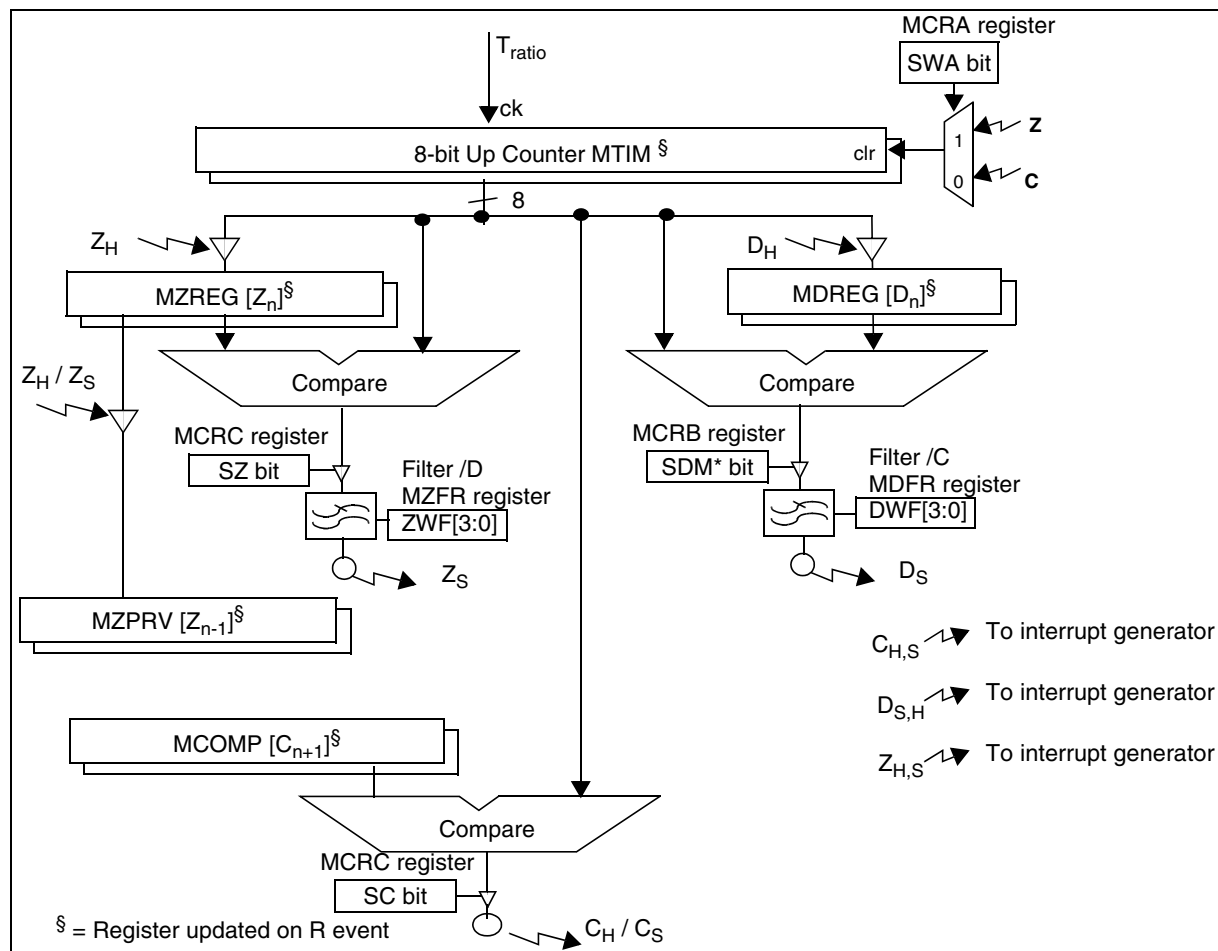 MCRA register
SWA bit
T_ratio
ck
8-bit Up Counter MTIM §
clr
1
0
Z
C
8
Z_H
D_H
MZREG [Z_n]§
MDREG [D_n]§
Compare
Compare
Z_H / Z_S
MCRC register
SZ bit
Filter /D
MZFR register
ZWF[3:0]
Z_S
MCRB register
SDM* bit
Filter /C
MDFR register
DWF[3:0]
D_S
MZPRV [Z_n-1]§
C_H,S To interrupt generator
D_S,H To interrupt generator
Z_H,S To interrupt generator
MCOMP [C_n+1]§
Compare
MCRC register
SC bit
C_H / C_S
§ = Register updated on R event